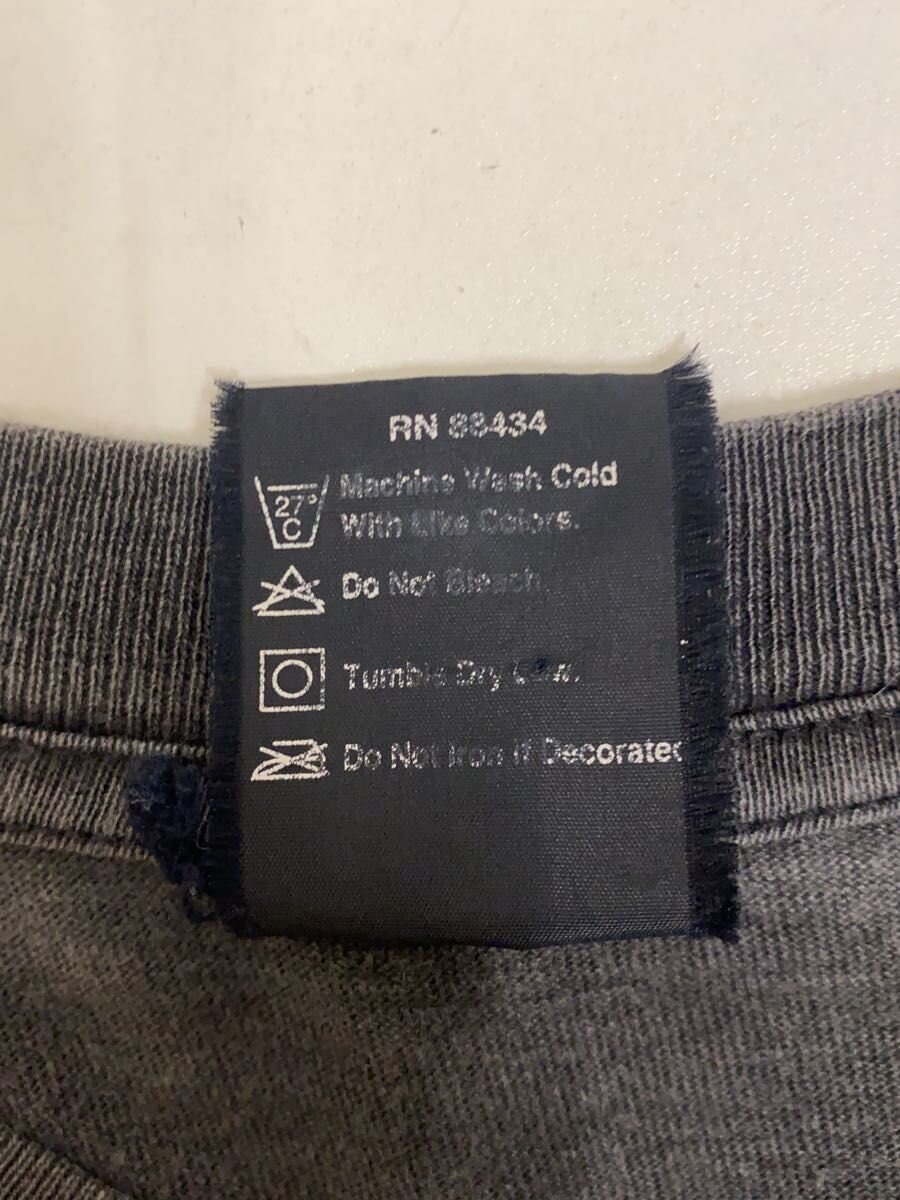 RN 88434
27°
C
Machine Wash Cold
With Like Colors.
Do Not Bleach.
Tumble Dry Low.
Do Not Iron If Decorated